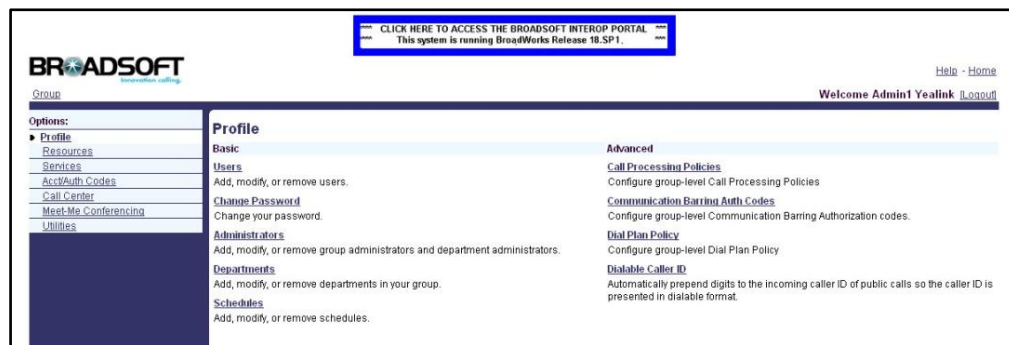 ^^^^ CLICK HERE TO ACCESS THE BROADSOFT INTEROP PORTAL ^^^^
^^^^ This system is running BroadWorks Release 18.SP1. ^^^^
BROADSOFT
Innovation calling.
Help - Home
Group
Welcome Admin1 Yealink [Logout]
Options:
Profile
Resources
Services
Acct/Auth Codes
Call Center
Meet-Me Conferencing
Utilities
Profile
Basic
Users
Add, modify, or remove users.
Change Password
Change your password.
Administrators
Add, modify, or remove group administrators and department administrators.
Departments
Add, modify, or remove departments in your group.
Schedules
Add, modify, or remove schedules.
Advanced
Call Processing Policies
Configure group-level Call Processing Policies
Communication Barring Auth Codes
Configure group-level Communication Barring Authorization codes.
Dial Plan Policy
Configure group-level Dial Plan Policy
Dialable Caller ID
Automatically prepend digits to the incoming caller ID of public calls so the caller ID is
presented in dialable format.